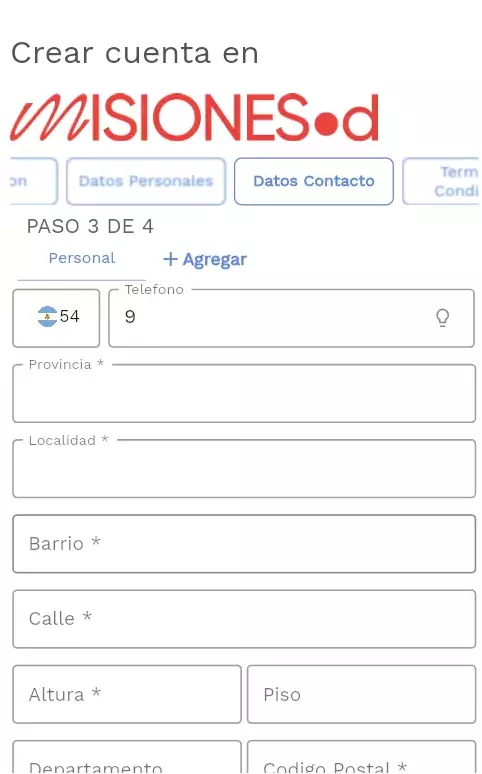 Crear cuenta en
MISIONES.d
on Datos Personales Datos Contacto Term
Condi
PASO 3 DE 4
Personal + Agregar
Telefono
54 9
Provincia *
Localidad *
Barrio *
Calle *
Altura * Piso
Departamento Codigo Postal *